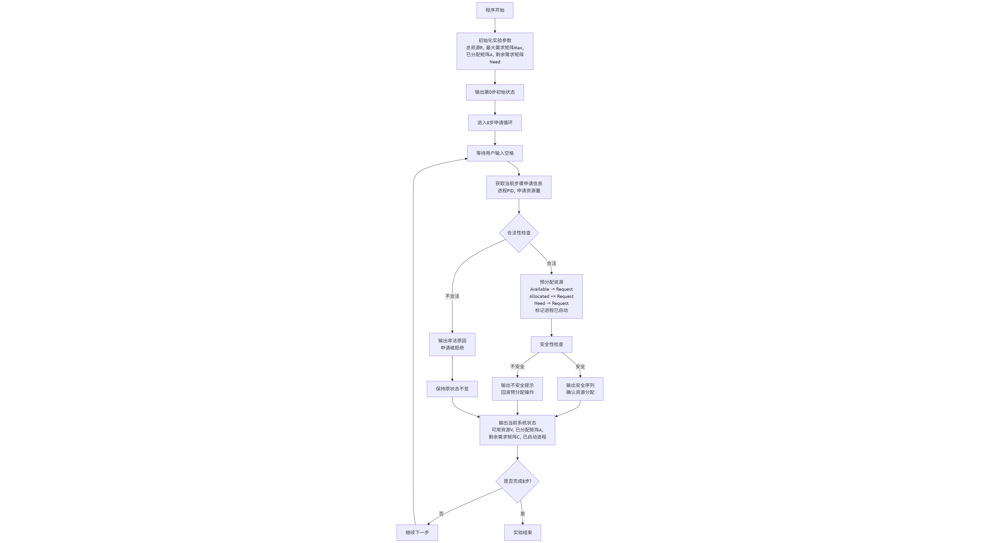 程序开始
初始化实验参数
总资源R, 最大需求矩阵Max,
已分配矩阵A, 剩余需求矩阵
Need
输出第0步初始状态
进入8步申请循环
等待用户输入空格
获取当前步骤申请信息
进程PID, 申请资源量
合法性检查
合法
不合法
预分配资源
Available -= Request
Allocated += Request
Need -= Request
标记进程已启动
输出非法原因
申请被拒绝
安全性检查
不安全
安全
保持原状态不变
输出不安全提示
回滚预分配操作
输出安全序列
确认资源分配
输出当前系统状态
可用资源V, 已分配矩阵A,
剩余需求矩阵C, 已启动进程
是否完成8步?
否
是
继续下一步
实验结束